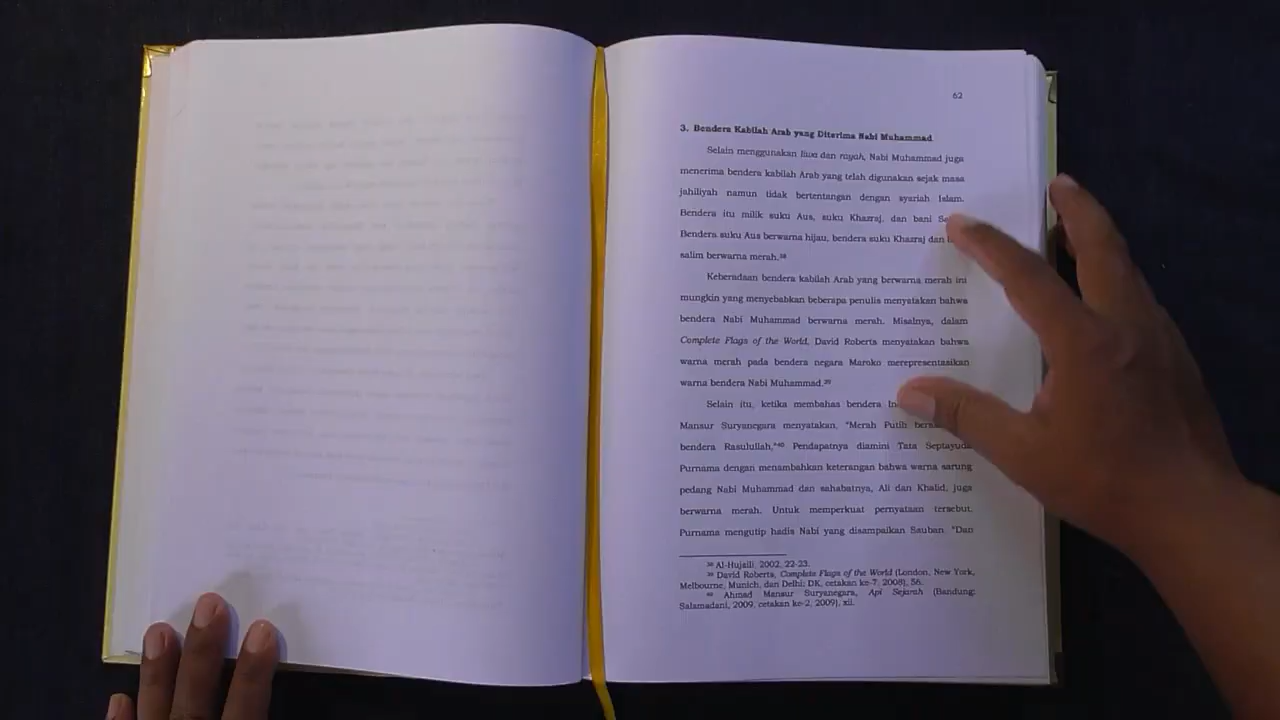 62
3. Bendera Kabilah Arab yang Diterima Nabi Muhammad
Selain menggunakan liwa dan rayah, Nabi Muhammad juga
menerima bendera kabilah Arab yang telah digunakan sejak masa
jahiliyah namun tidak bertentangan dengan syariah Islam.
Bendera itu milik suku Aus, suku Khazraj, dan bani
Bendera suku Aus berwarna hijau, bendera suku Khazraj dan
salim berwarna merah.³⁸
Keberadaan bendera kabilah Arab yang berwarna merah ini
mungkin yang menyebabkan beberapa penulis menyatakan bahwa
bendera Nabi Muhammad berwarna merah. Misalnya, dalam
Complete Flags of the World, David Roberts menyatakan bahwa
warna merah pada bendera negara Maroko merepresentasikan
warna bendera Nabi Muhammad.³⁹
Selain itu, ketika membahas bendera
Mansur Suryanegara menyatakan, "Merah Putih
bendera Rasulullah,"⁴⁰ Pendapatnya diamini Tata Septayuda
Purnama dengan menambahkan keterangan bahwa warna sarung
pedang Nabi Muhammad dan sahabatnya, Ali dan Khalid, juga
berwarna merah. Untuk memperkuat pernyataan tersebut,
Purnama mengutip hadis Nabi yang disampaikan Sauban. "Dan
³⁸ Al-Hujaili, 2002, 22-23.
³⁹ David Roberts, Complete Flags of the World (London, New York,
Melbourne, Munich, dan Delhi: DK, cetakan ke-7, 2008), 56.
⁴⁰ Ahmad Mansur Suryanegara, Api Sejarah (Bandung:
Salamadani, 2009, cetakan ke-2, 2009), xii.